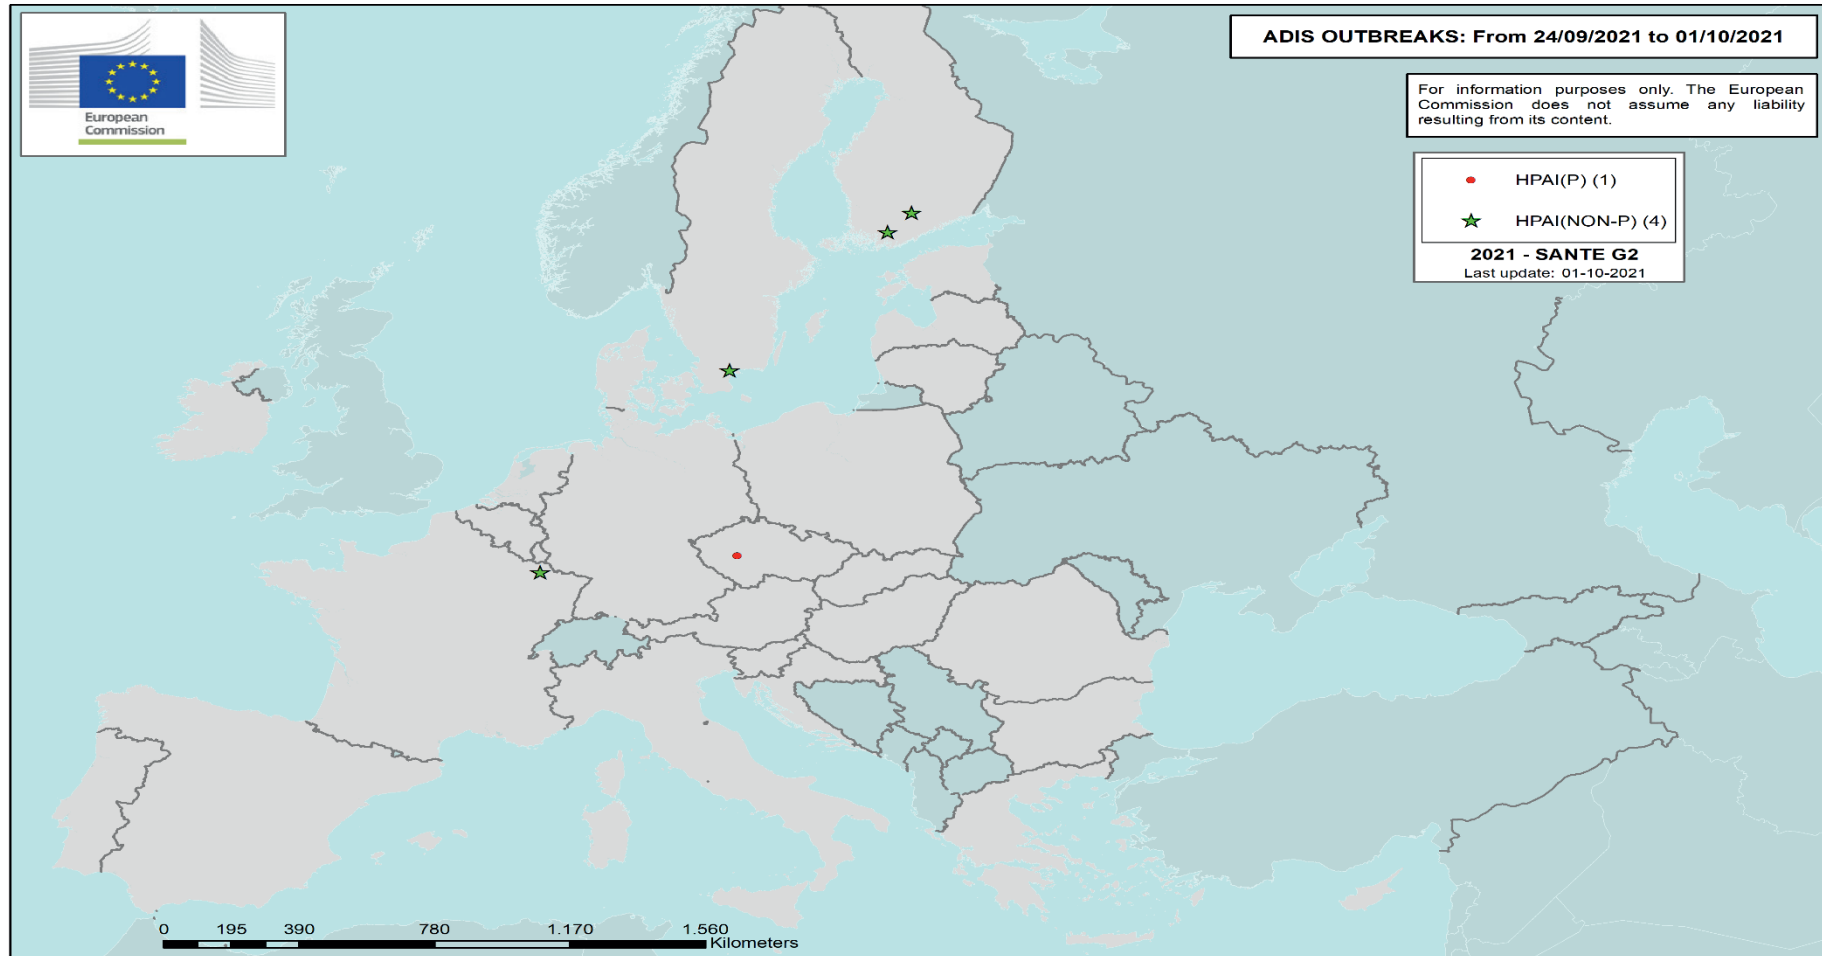 European
Commission
ADIS OUTBREAKS: From 24/09/2021 to 01/10/2021
For information purposes only. The European
Commission does not assume any liability
resulting from its content.
HPAI(P) (1)
HPAI(NON-P) (4)
2021 - SANTE G2
Last update: 01-10-2021
0 195 390 780 1.170 1.560
Kilometers